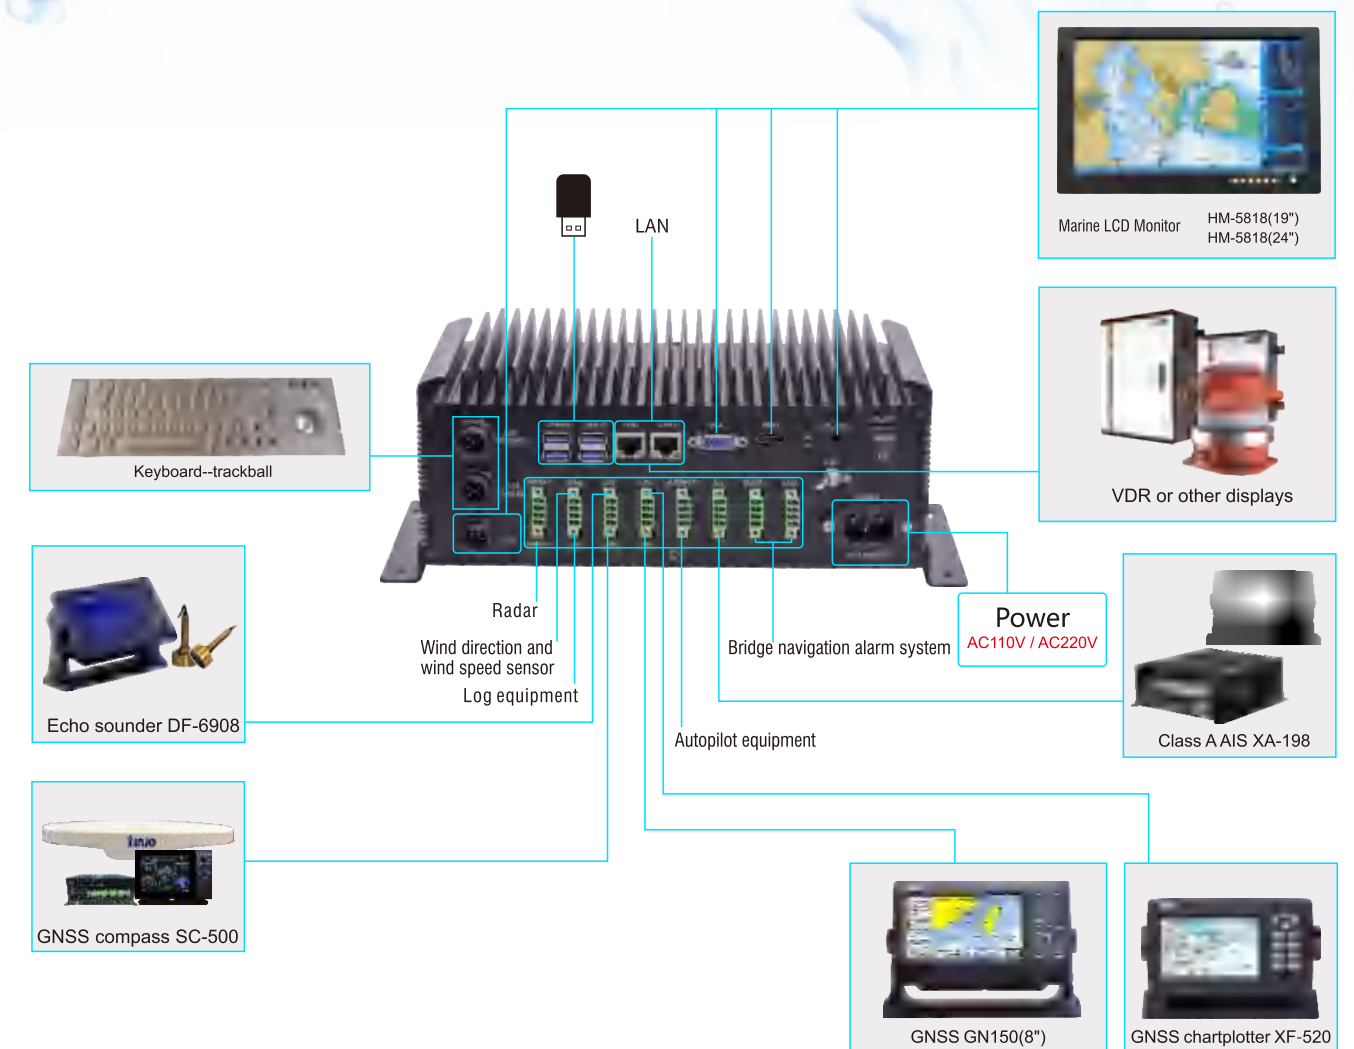 Marine LCD Monitor
HM-5818(19")
HM-5818(24")
LAN
Keyboard--trackball
VDR or other displays
Radar
Wind direction and
wind speed sensor
Log equipment
Bridge navigation alarm system
Power
AC110V / AC220V
Echo sounder DF-6908
Autopilot equipment
Class A AIS XA-198
GNSS compass SC-500
GNSS GN150(8")
GNSS chartplotter XF-520